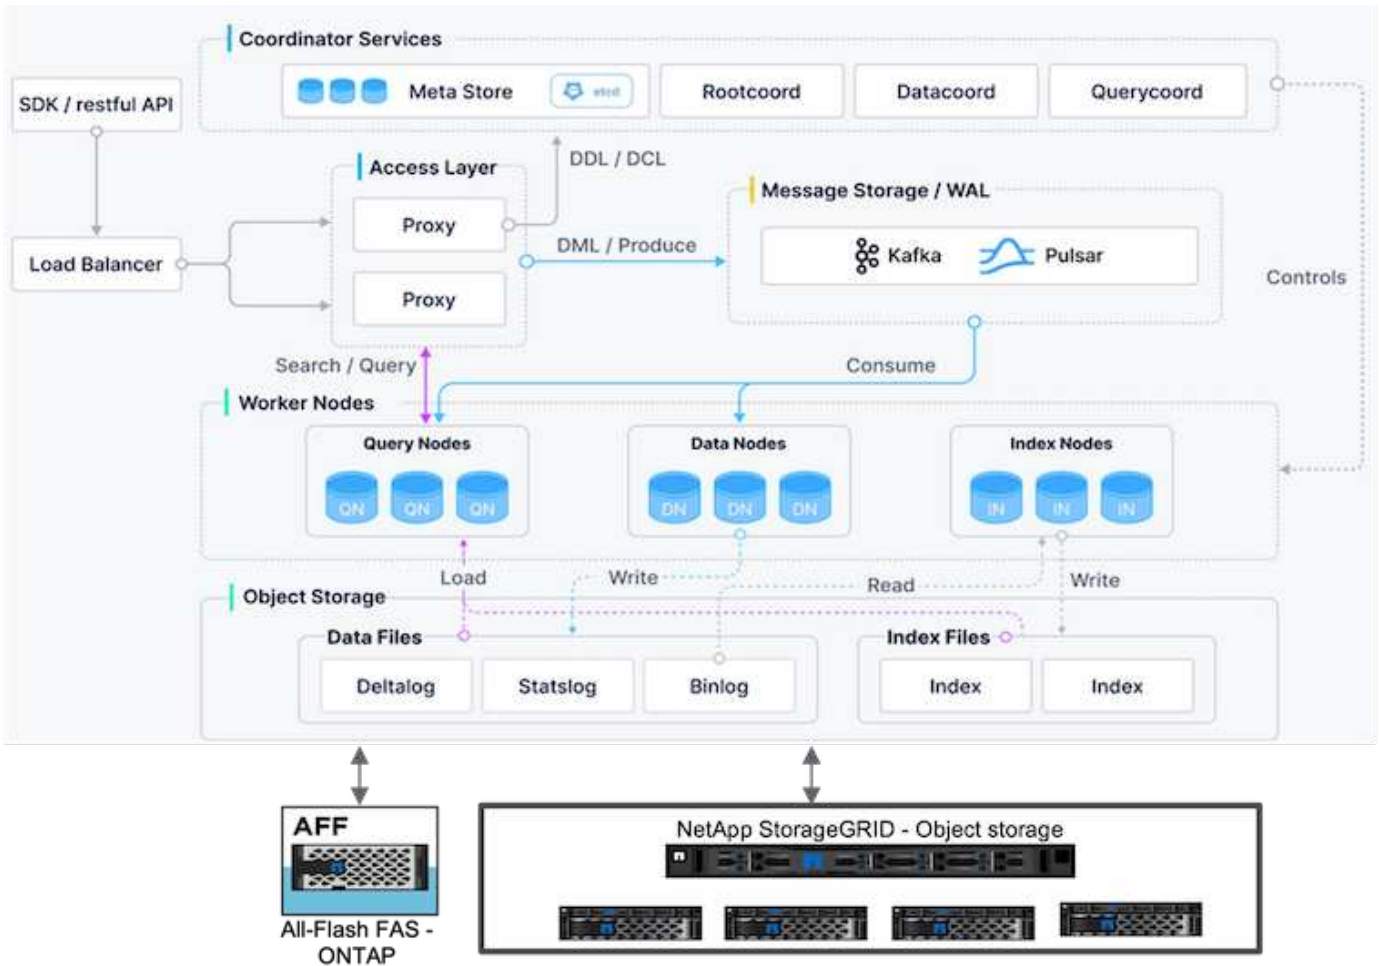 Coordinator Services
Meta Store
etcd
Rootcoord
Datacoord
Querycoord
SDK / restful API
DDL / DCL
Access Layer
Message Storage / WAL
Proxy
DML / Produce
Kafka
Pulsar
Load Balancer
Controls
Proxy
Search / Query
Consume
Worker Nodes
Query Nodes
Data Nodes
Index Nodes
QN QN QN
DN DN DN
IN IN IN
Load
Write
Read
Write
Object Storage
Data Files
Index Files
Deltalog
Statslog
Binlog
Index
Index
AFF
NetApp StorageGRID - Object storage
All-Flash FAS -
ONTAP